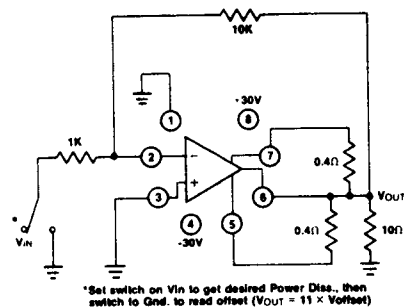 10K
-30V
1
8
1K
2
-
7
0.4Ω
3
+
6
VOUT
*
VIN
4
-30V
5
0.4Ω
10Ω
*Set switch on Vin to get desired Power Diss., then
switch to Gnd. to read offset (VOUT = 11 × Voffset)